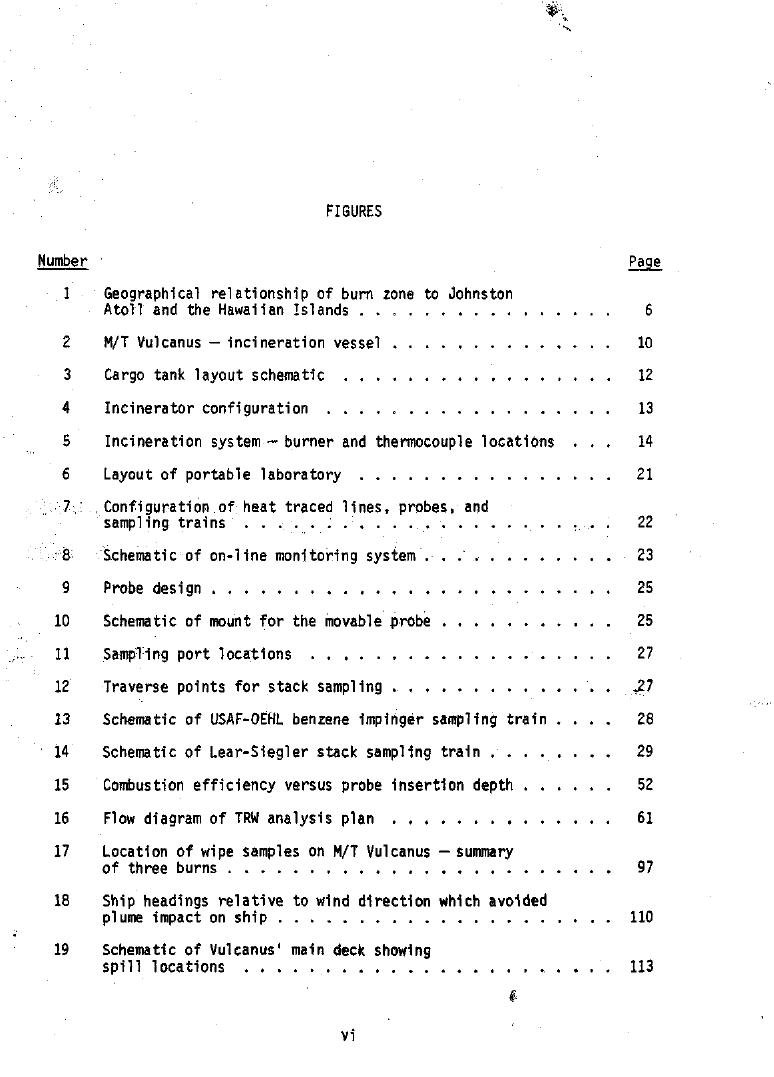 FIGURES
Number Page
1 Geographical relationship of burn zone to Johnston
Atoll and the Hawaiian Islands . . . . . . . . . . . . . . . . 6
2 M/T Vulcanus — incineration vessel . . . . . . . . . . . . . . 10
3 Cargo tank layout schematic . . . . . . . . . . . . . . . . . 12
4 Incinerator configuration . . . . . . . . . . . . . . . . . . 13
5 Incineration system — burner and thermocouple locations . . . 14
6 Layout of portable laboratory . . . . . . . . . . . . . . . . 21
7 Configuration of heat traced lines, probes, and
sampling trains . . . . . . . . . . . . . . . . . . . . . . . 22
8 Schematic of on-line monitoring system . . . . . . . . . . . . 23
9 Probe design . . . . . . . . . . . . . . . . . . . . . . . . . 25
10 Schematic of mount for the movable probe . . . . . . . . . . . 25
11 Sampling port locations . . . . . . . . . . . . . . . . . . . 27
12 Traverse points for stack sampling . . . . . . . . . . . . . . 27
13 Schematic of USAF-OEHL benzene impinger sampling train . . . . 28
14 Schematic of Lear-Siegler stack sampling train . . . . . . . . 29
15 Combustion efficiency versus probe insertion depth . . . . . . 52
16 Flow diagram of TRW analysis plan . . . . . . . . . . . . . . 61
17 Location of wipe samples on M/T Vulcanus — summary
of three burns . . . . . . . . . . . . . . . . . . . . . . . . 97
18 Ship headings relative to wind direction which avoided
plume impact on ship . . . . . . . . . . . . . . . . . . . . . 110
19 Schematic of Vulcanus' main deck showing
spill locations . . . . . . . . . . . . . . . . . . . . . . . 113
vi